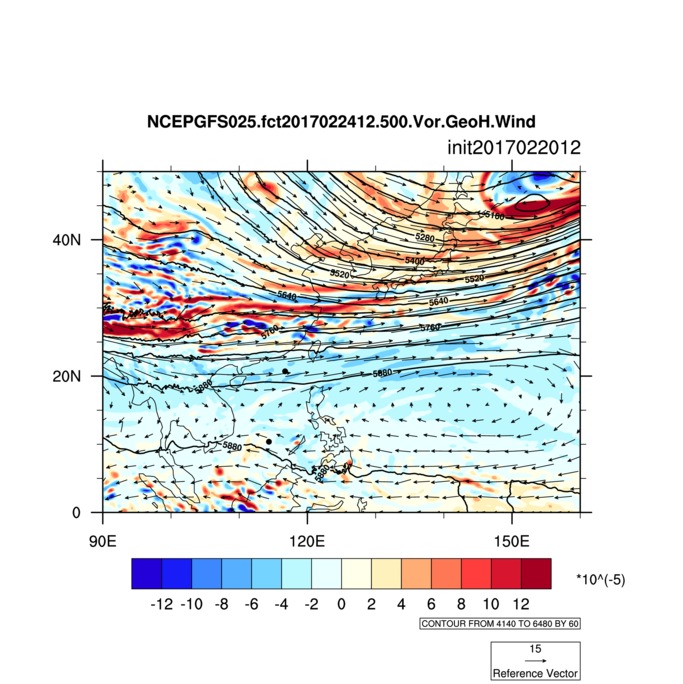 NCEPGFS025.fct2017022412.500.Vor.GeoH.Wind
init2017022012
5100
5280
40N
5400
5520
5520
5640
5640
5760
5760
20N
5880
5880
5880
5880
0
90E 120E 150E
-12 -10 -8 -6 -4 -2 0 2 4 6 8 10 12
*10^(-5)
CONTOUR FROM 4140 TO 6480 BY 60
15
Reference Vector